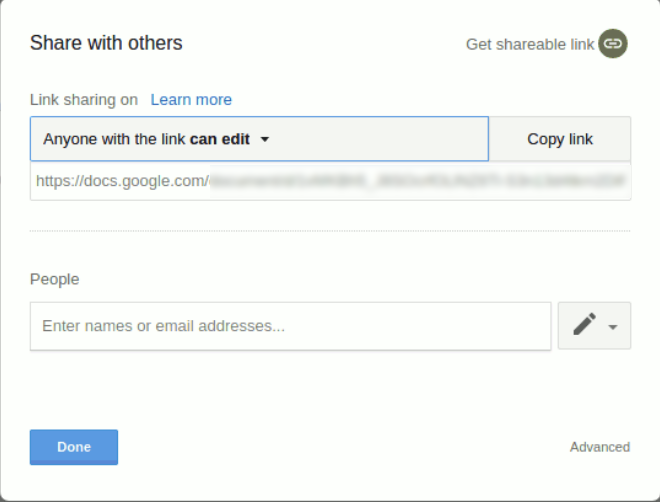 Share with others
Get shareable link
Link sharing on Learn more
Anyone with the link can edit
Copy link
https://docs.google.com/
People
Enter names or email addresses...
Done
Advanced